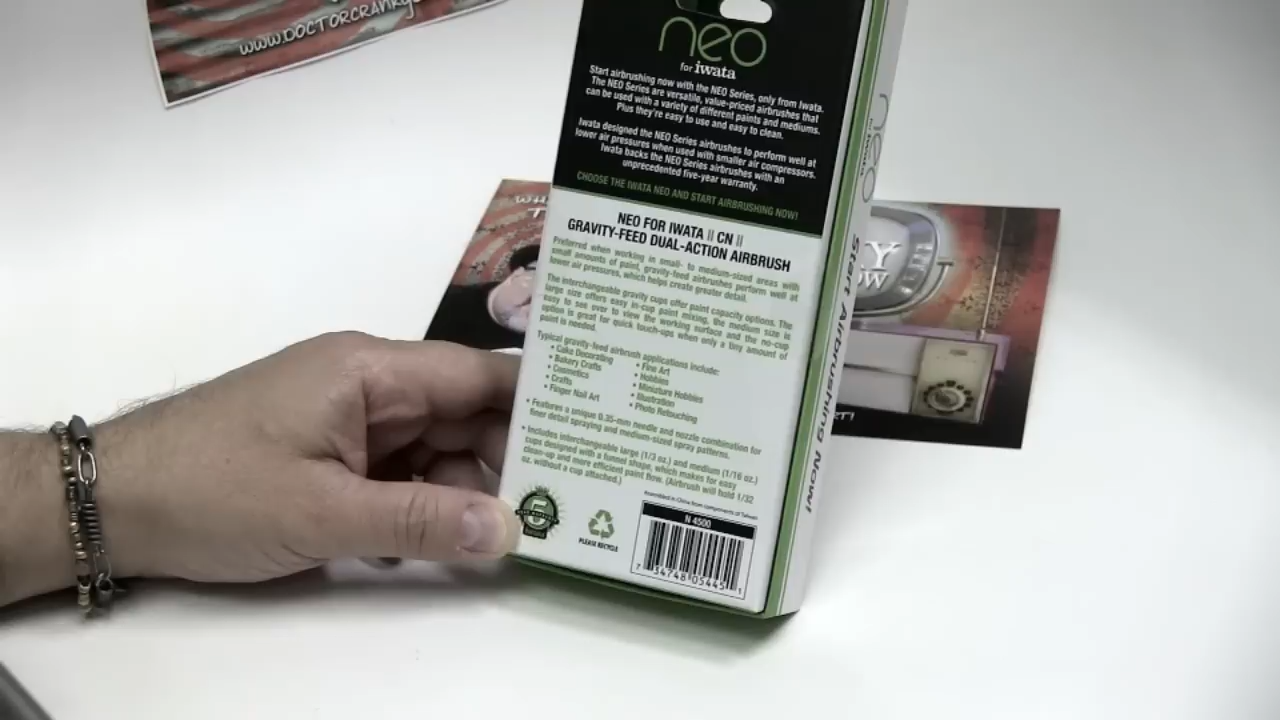 WWW.DOCTORCRANKY
neo
for iwata
Start airbrushing now with the NEO Series, only from Iwata.
The NEO Series are versatile, value-priced airbrushes that
can be used with a variety of different paints and mediums.
Plus they're easy to use and easy to clean.
Iwata designed the NEO Series airbrushes to perform well at
lower air pressures when used with smaller air compressors.
Iwata backs the NEO Series airbrushes with an
unprecedented five-year warranty.
CHOOSE THE IWATA NEO AND START AIRBRUSHING NOW!
NEO FOR IWATA || CN ||
GRAVITY-FEED DUAL-ACTION AIRBRUSH
Preferred when working in small- to medium-sized areas with
small amounts of paint, gravity-feed airbrushes perform well at
lower air pressures, which helps create greater detail.
The interchangeable gravity cups offer paint capacity options. The
large size offers easy in-cup paint mixing, the medium size is
easy to see over to view the working surface and the no-cup
option is great for quick touch-ups when only a tiny amount of
paint is needed.
Typical gravity-feed airbrush applications include:
• Cake Decorating
• Bakery Crafts
• Cosmetics
• Crafts
• Finger Nail Art
• Fine Art
• Hobbies
• Miniature Hobbies
• Illustration
• Photo Retouching
• Features a unique 0.35-mm needle and nozzle combination for
finer detail spraying and medium-sized spray patterns.
• Includes interchangeable large (1/3 oz.) and medium (1/16 oz.)
cups designed with a funnel shape, which makes for easy
clean-up and more efficient paint flow. (Airbrush will hold 1/32
oz. without a cup attached.)
5
PLEASE RECYCLE
Assembled in China from components of Taiwan
N 4500
7 34748 05445 1
neo
Start Airbrushing Now!